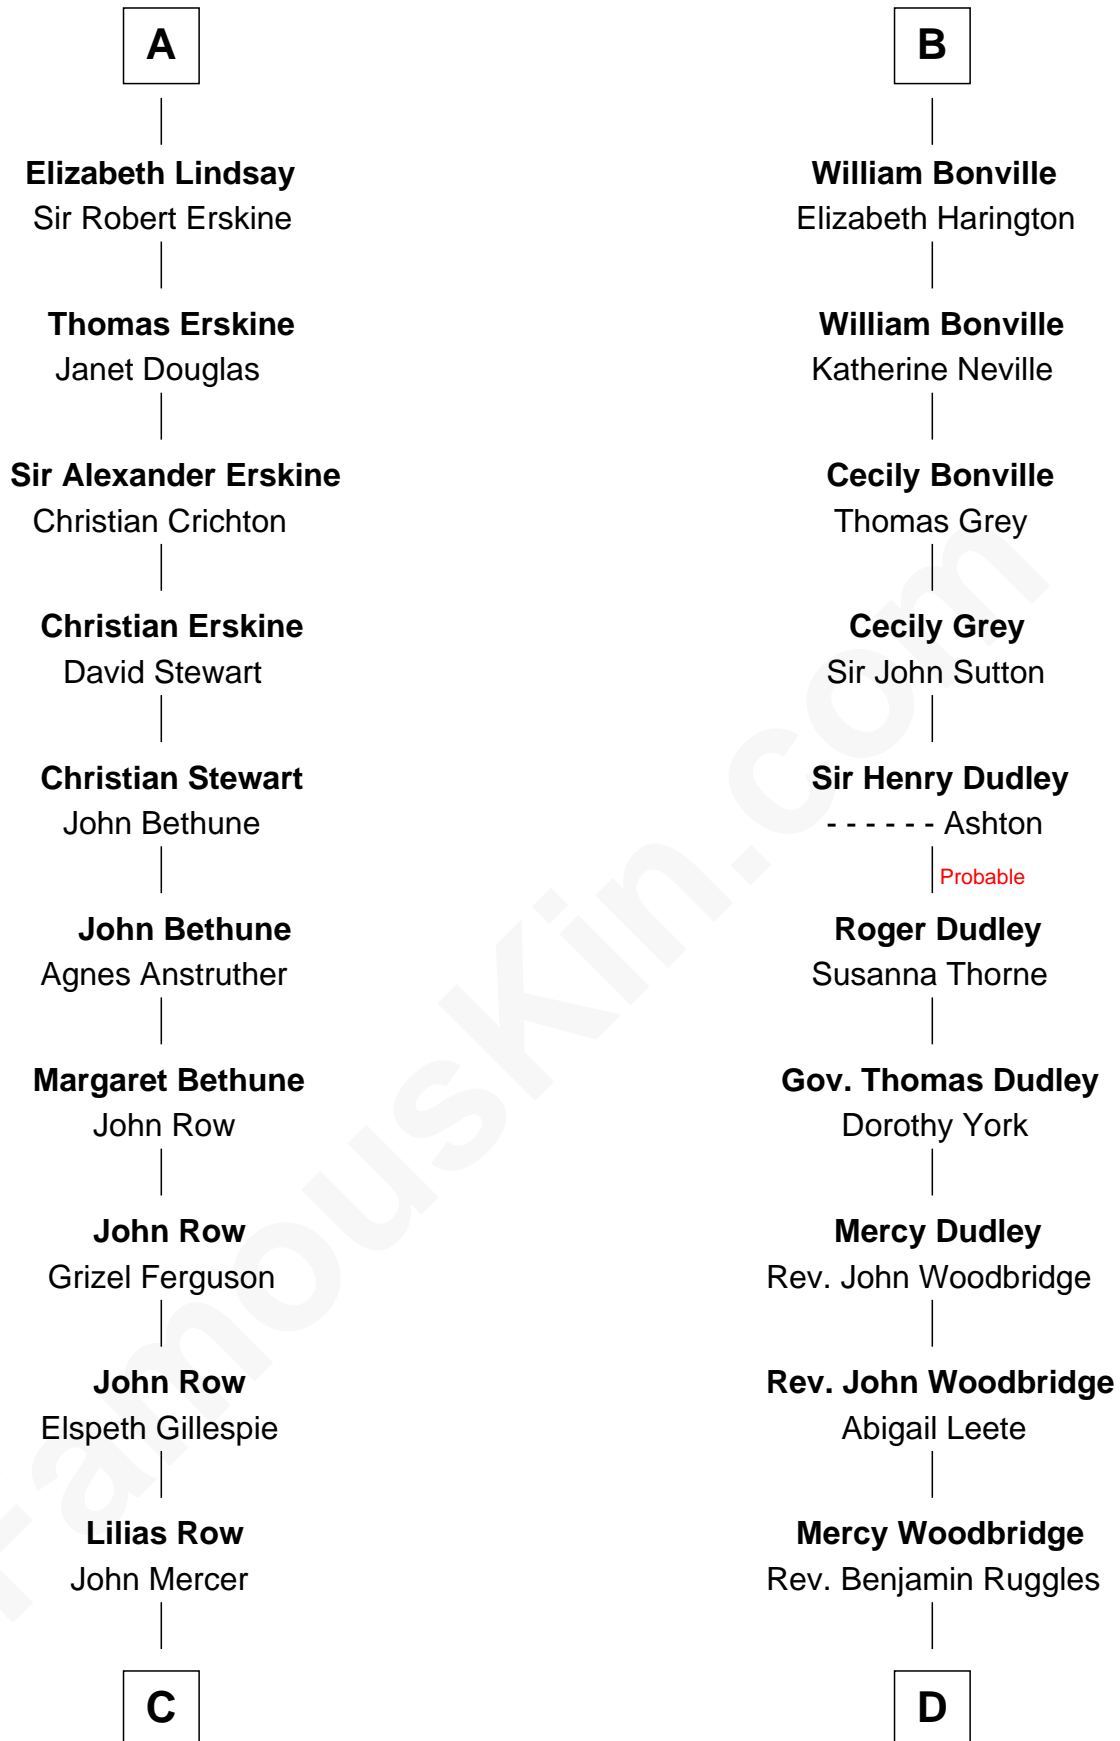 A
Elizabeth Lindsay
Sir Robert Erskine
Thomas Erskine
Janet Douglas
Sir Alexander Erskine
Christian Crichton
Christian Erskine
David Stewart
Christian Stewart
John Bethune
John Bethune
Agnes Anstruther
Margaret Bethune
John Row
John Row
Grizel Ferguson
John Row
Elspeth Gillespie
Lilias Row
John Mercer
C
B
William Bonville
Elizabeth Harington
William Bonville
Katherine Neville
Cecily Bonville
Thomas Grey
Cecily Grey
Sir John Sutton
Sir Henry Dudley
- - - - - - Ashton
Probable
Roger Dudley
Susanna Thorne
Gov. Thomas Dudley
Dorothy York
Mercy Dudley
Rev. John Woodbridge
Rev. John Woodbridge
Abigail Leete
Mercy Woodbridge
Rev. Benjamin Ruggles
D
FamousKin.com